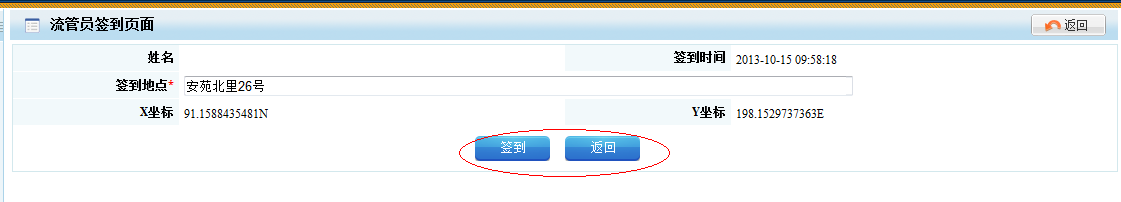 流管员签到页面 返回
姓名 签到时间 2013-10-15 09:58:18
签到地点* 安苑北里26号
X坐标 91.1588435481N Y坐标 198.1529737363E
签到 返回